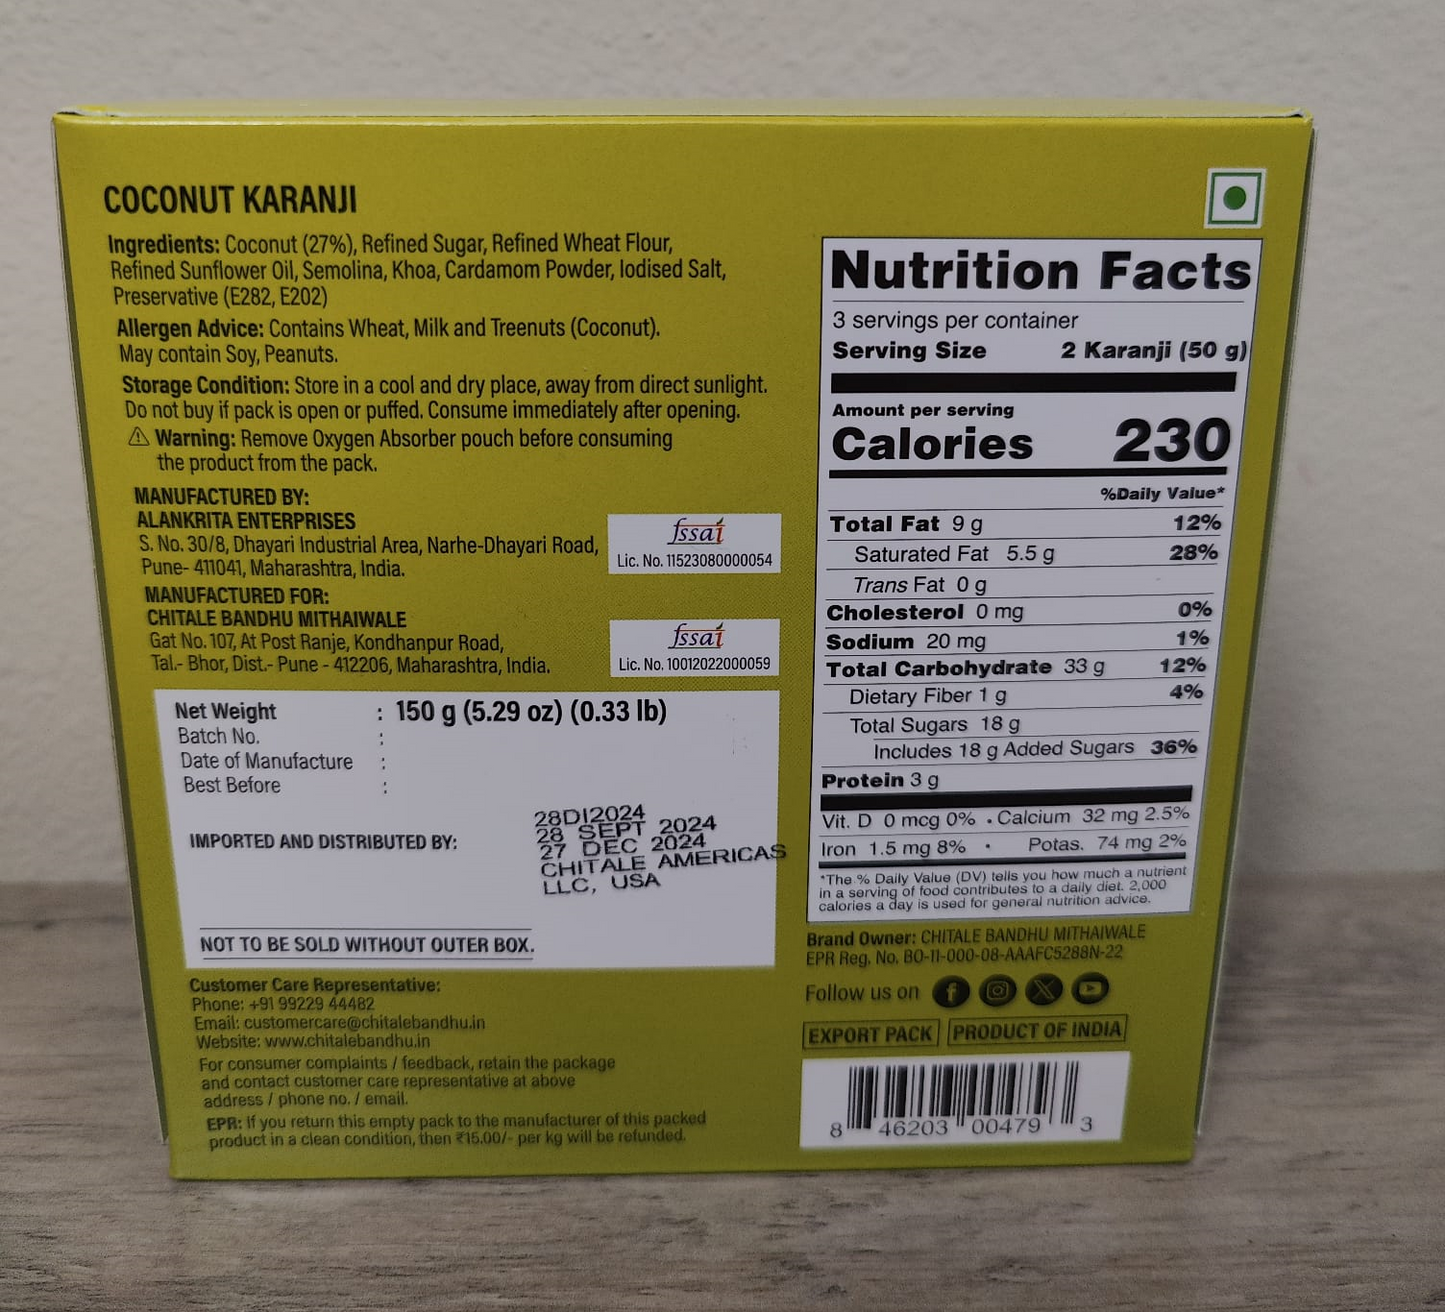 COCONUT KARANJI
Ingredients: Coconut (27%), Refined Sugar, Refined Wheat Flour,
Refined Sunflower Oil, Semolina, Khoa, Cardamom Powder, Iodised Salt,
Preservative (E282, E202)
Allergen Advice: Contains Wheat, Milk and Treenuts (Coconut).
May contain Soy, Peanuts.
Storage Condition: Store in a cool and dry place, away from direct sunlight.
Do not buy if pack is open or puffed. Consume immediately after opening.
⚠ Warning: Remove Oxygen Absorber pouch before consuming
the product from the pack.
MANUFACTURED BY:
ALANKRITA ENTERPRISES
S. No. 30/8, Dhayari Industrial Area, Narhe-Dhayari Road,
Pune- 411041, Maharashtra, India.
fssai
Lic. No. 11523080000054
MANUFACTURED FOR:
CHITALE BANDHU MITHAIWALE
Gat No. 107, At Post Ranje, Kondhanpur Road,
Tal.- Bhor, Dist.- Pune - 412206, Maharashtra, India.
fssai
Lic. No. 10012022000059
Net Weight : 150 g (5.29 oz) (0.33 lb)
Batch No. :
Date of Manufacture :
Best Before :
IMPORTED AND DISTRIBUTED BY:
28DI2024
28 SEPT 2024
27 DEC 2024
CHITALE AMERICAS
LLC, USA
NOT TO BE SOLD WITHOUT OUTER BOX.
Customer Care Representative:
Phone: +91 99229 44482
Email: customercare@chitalebandhu.in
Website: www.chitalebandhu.in
For consumer complaints / feedback, retain the package
and contact customer care representative at above
address / phone no. / email.
EPR: If you return this empty pack to the manufacturer of this packed
product in a clean condition, then ₹15.00/- per kg will be refunded.
Nutrition Facts
3 servings per container
Serving Size 2 Karanji (50 g)
Amount per serving
Calories 230
%Daily Value*
Total Fat 9 g 12%
Saturated Fat 5.5 g 28%
Trans Fat 0 g
Cholesterol 0 mg 0%
Sodium 20 mg 1%
Total Carbohydrate 33 g 12%
Dietary Fiber 1 g 4%
Total Sugars 18 g
Includes 18 g Added Sugars 36%
Protein 3 g
Vit. D 0 mcg 0% • Calcium 32 mg 2.5%
Iron 1.5 mg 8% • Potas. 74 mg 2%
*The % Daily Value (DV) tells you how much a nutrient
in a serving of food contributes to a daily diet. 2,000
calories a day is used for general nutrition advice.
Brand Owner: CHITALE BANDHU MITHAIWALE
EPR Reg. No. BO-11-000-08-AAAFC5288N-22
Follow us on
EXPORT PACK PRODUCT OF INDIA
8 46203 00479 3